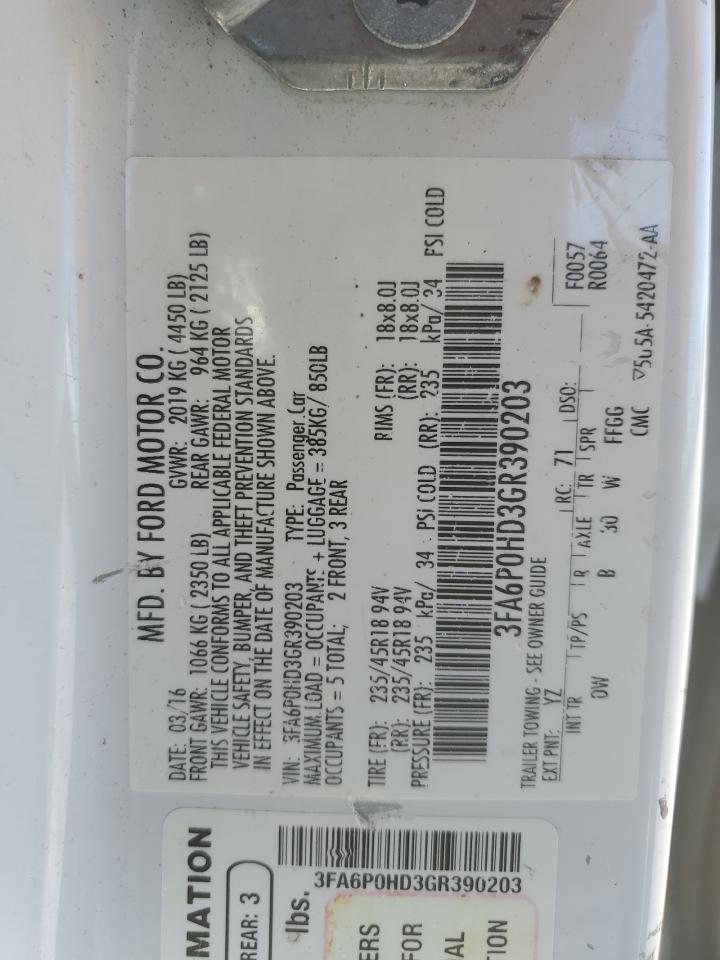 MFD. BY FORD MOTOR CO.
DATE: 03/16 GVWR: 2019 KG ( 4450 LB)
FRONT GAWR: 1066 KG ( 2350 LB) REAR GAWR: 964 KG ( 2125 LB)
THIS VEHICLE CONFORMS TO ALL APPLICABLE FEDERAL MOTOR
VEHICLE SAFETY, BUMPER, AND THEFT PREVENTION STANDARDS
IN EFFECT ON THE DATE OF MANUFACTURE SHOWN ABOVE.
VIN: 3FA6P0HD3GR390203 TYPE: Passenger Car
MAXIMUM LOAD = OCCUPANTS + LUGGAGE = 385KG/ 850LB
OCCUPANTS = 5 TOTAL; 2 FRONT, 3 REAR
TIRE (FR): 235/45R18 94V RIMS (FR): 18x8.0J
(RR): 235/45R18 94V (RR): 18x8.0J
PRESSURE (FR): 235 kPa/ 34 PSI COLD (RR): 235 kPa/ 34 PSI COLD
3FA6P0HD3GR390203
TRAILER TOWING - SEE OWNER GUIDE
EXT PNT: YZ RC: 71 DSO: F0057
R0064
INT TR TP/PS R AXLE TR SPR
DW B 30 W FFGG
CMC 5U5A-5420472-AA
MATION
REAR: 3
lbs.
3FA6P0HD3GR390203
ERS
FOR
AL
TION